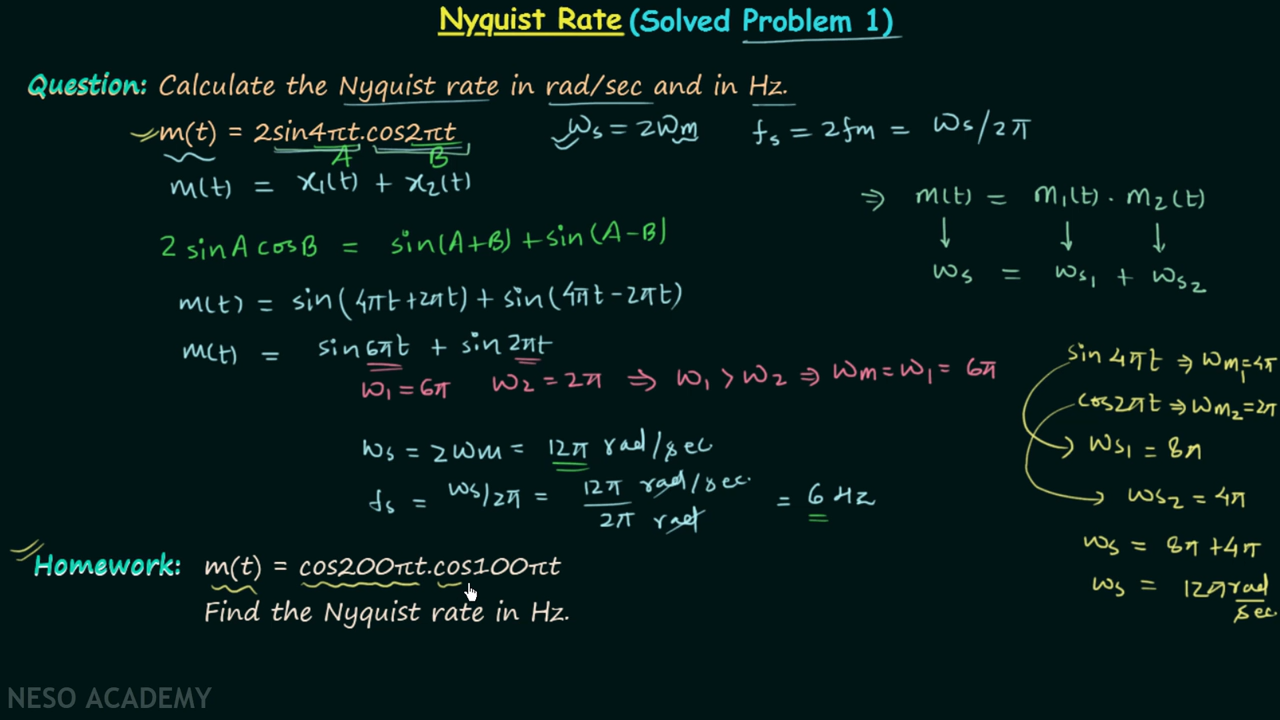 Nyquist Rate (Solved Problem 1)
Question: Calculate the Nyquist rate in rad/sec and in Hz.
m(t) = 2sin4πt.cos2πt
A B
ωs = 2ωm fs = 2fm = ωs/2π
m(t) = x₁(t) + x₂(t)
2 sinA cosB = sin(A+B) + sin(A-B)
m(t) = sin(4πt+2πt) + sin(4πt-2πt)
m(t) = sin6πt + sin2πt
ω₁ = 6π ω₂ = 2π ⇒ ω₁ > ω₂ ⇒ ωm = ω₁ = 6π
ωs = 2ωm = 12π rad/sec
fs = ωs/2π = 12π rad/sec. / 2π rad = 6 Hz
⇒ m(t) = m₁(t) . m₂(t)
↓ ↓ ↓
ωs = ωs₁ + ωs₂
sin 4πt ⇒ ωm₁ = 4π
cos2πt ⇒ ωm₂ = 2π
ωs₁ = 8π
ωs₂ = 4π
ωs = 8π + 4π
ωs = 12π rad/sec.
Homework: m(t) = cos200πt.cos100πt
Find the Nyquist rate in Hz.
NESO ACADEMY